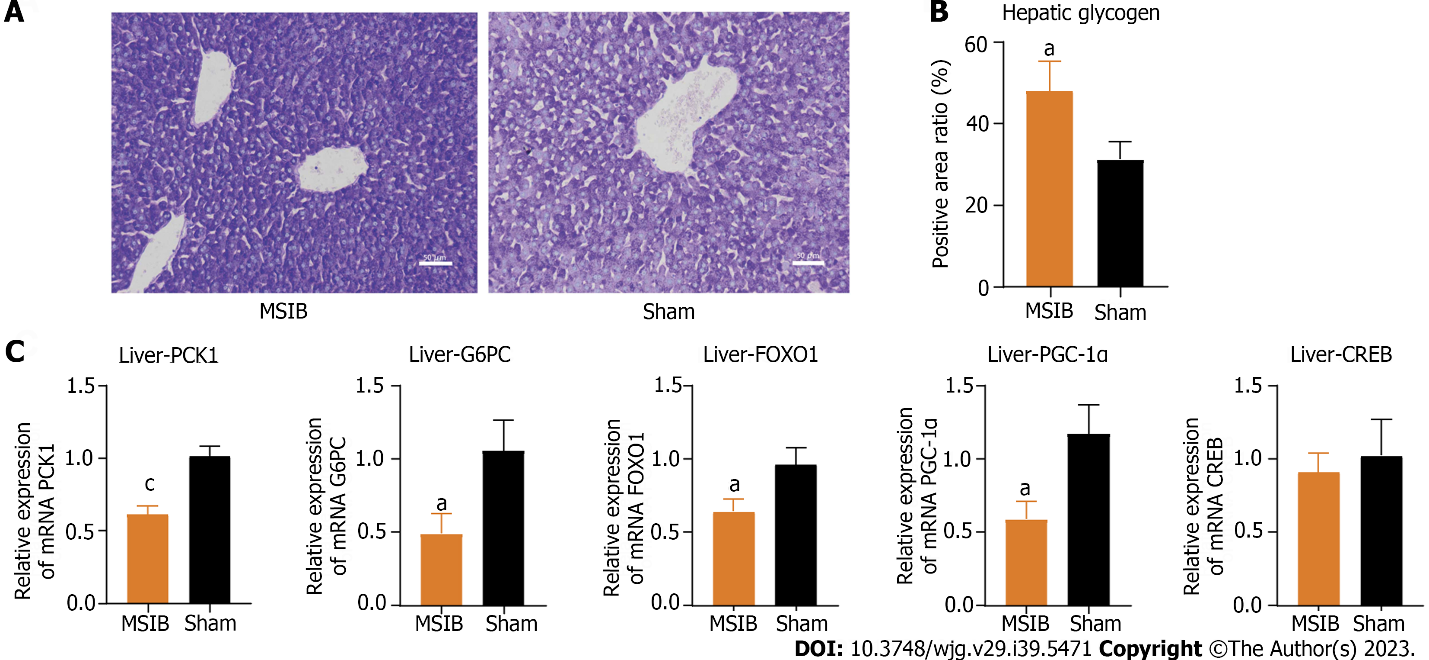 A
50 μm
50 μm
MSIB
Sham
B
Hepatic glycogen
Positive area ratio (%)
60
40
20
0
a
MSIB
Sham
C
Liver-PCK1
Relative expression
of mRNA PCK1
1.5
1.0
0.5
0.0
c
MSIB
Sham
Liver-G6PC
Relative expression
of mRNA G6PC
1.5
1.0
0.5
0.0
a
MSIB
Sham
Liver-FOXO1
Relative expression
of mRNA FOXO1
1.5
1.0
0.5
0.0
a
MSIB
Sham
Liver-PGC-1ɑ
Relative expression
of mRNA PGC-1ɑ
1.5
1.0
0.5
0.0
a
MSIB
Sham
Liver-CREB
Relative expression
of mRNA CREB
1.5
1.0
0.5
0.0
MSIB
Sham
DOI: 10.3748/wjg.v29.i39.5471 Copyright ©The Author(s) 2023.